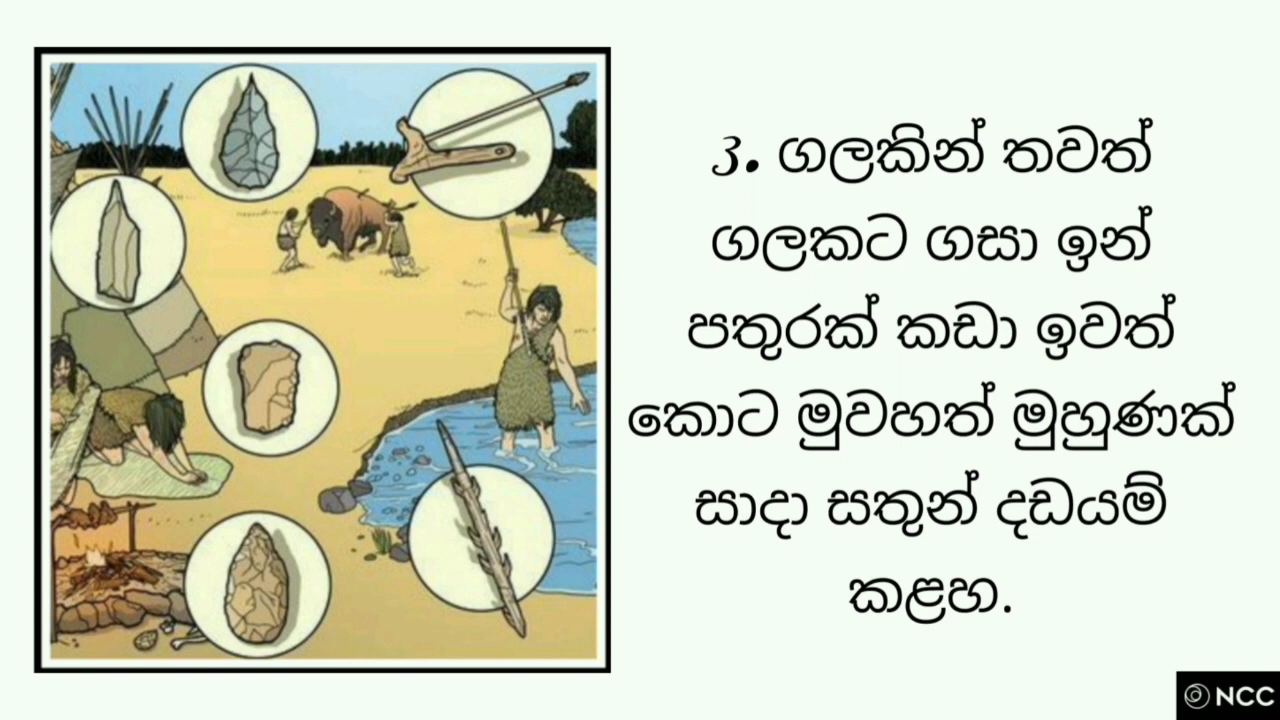 3. ගලකින් තවත්
ගලකට ගසා ඉන්
පතුරක් කඩා ඉවත්
කොට මුවහත් මුහුණක්
සාදා සතුන් දඩයම්
කළහ.
NCC